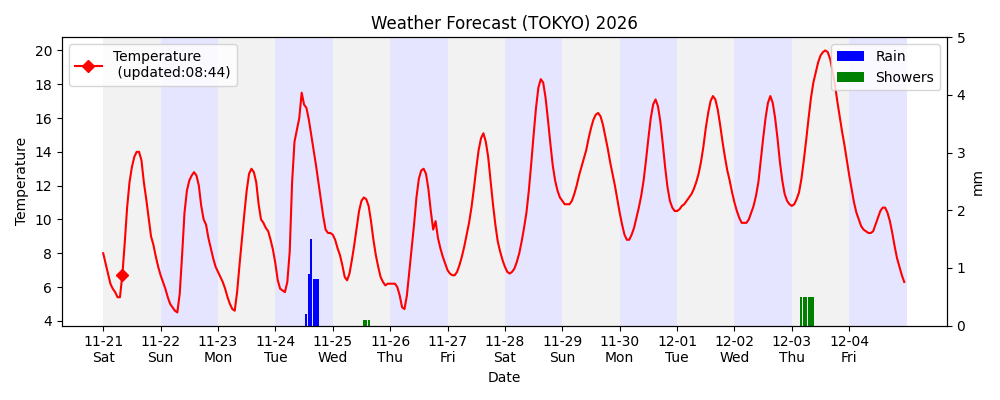 Weather Forecast (TOKYO) 2026
Temperature
(updated:08:44)
Rain
Showers
Temperature
20
18
16
14
12
10
8
6
4
5
4
3
2
1
0
mm
11-21 11-22 11-23 11-24 11-25 11-26 11-27 11-28 11-29 11-30 12-01 12-02 12-03 12-04
Sat Sun Mon Tue Wed Thu Fri Sat Sun Mon Tue Wed Thu Fri
Date